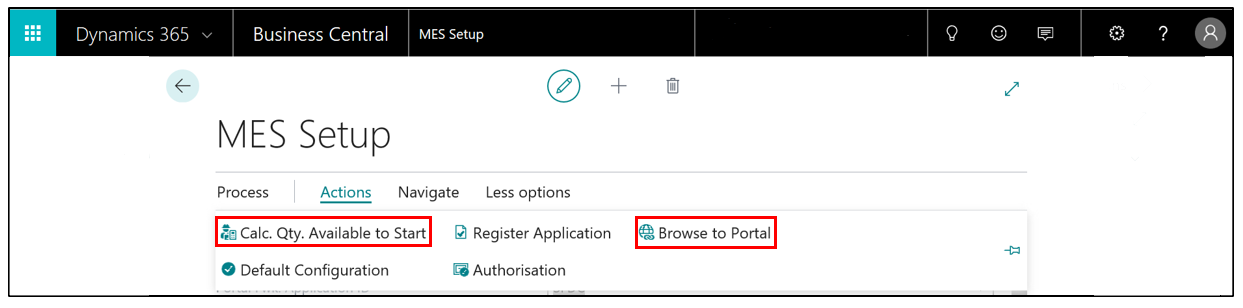 Dynamics 365 Business Central MES Setup ?
MES Setup
Process Actions Navigate Less options
Calc. Qty. Available to Start Register Application Browse to Portal
Default Configuration Authorisation